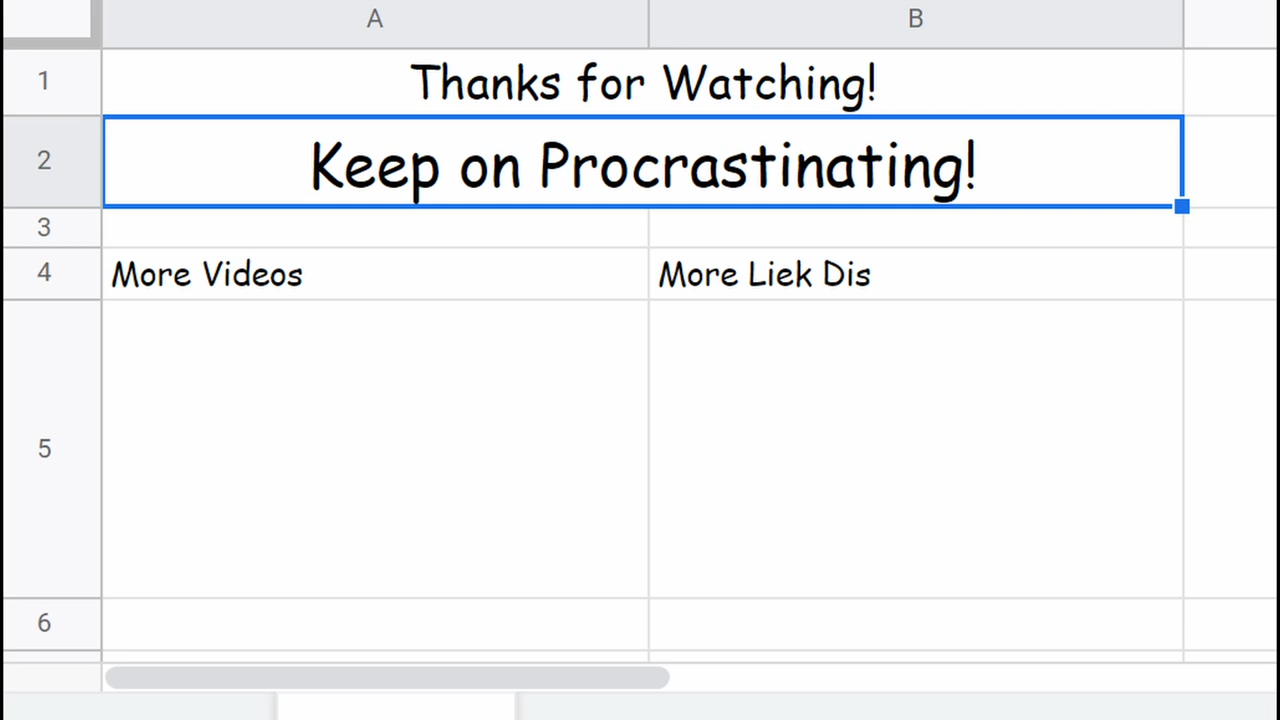 A B
1 Thanks for Watching!
2 Keep on Procrastinating!
3
4 More Videos More Liek Dis
5
6